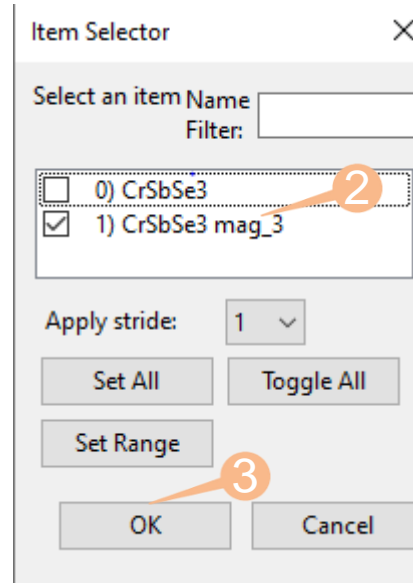 Item Selector
Select an item Name
Filter:
0) CrSbSe3
2
1) CrSbSe3 mag_3
Apply stride: 1
Set All Toggle All
Set Range
3
OK Cancel